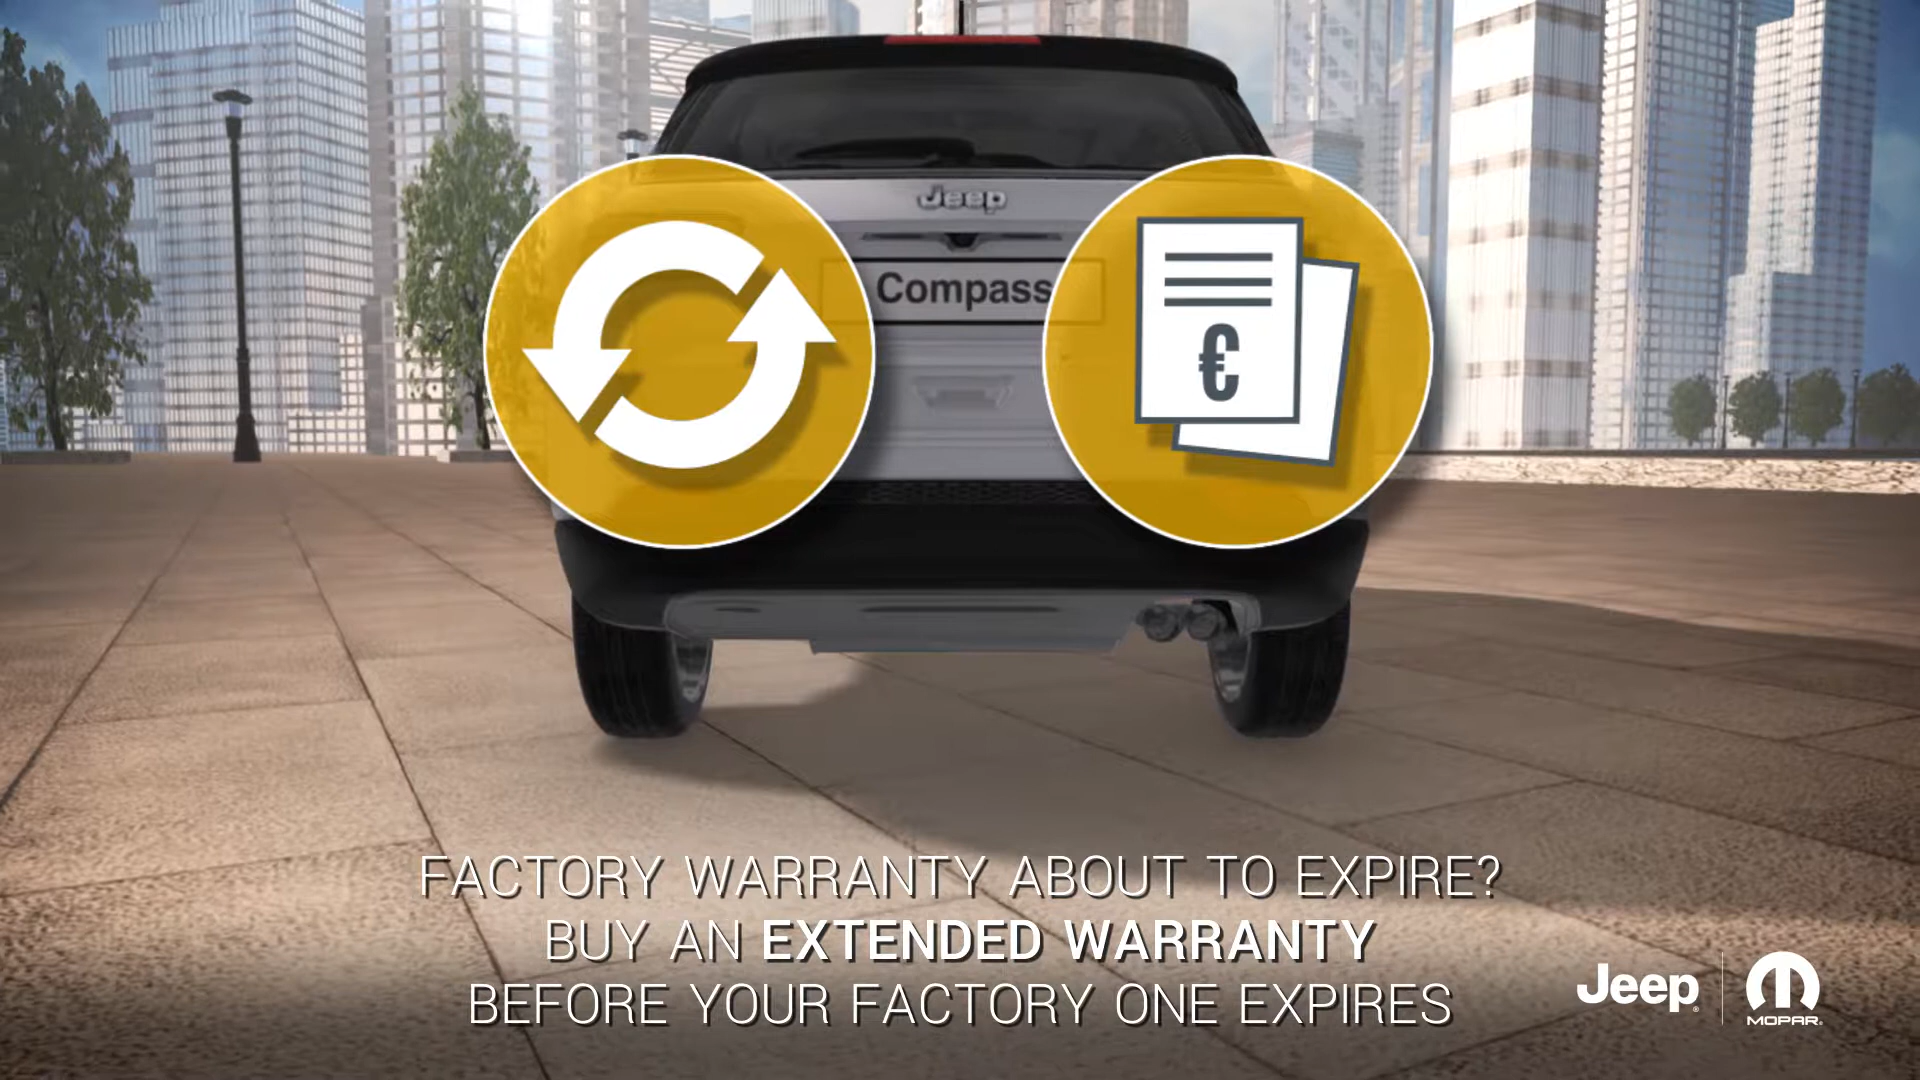 Jeep
Compass
€
FACTORY WARRANTY ABOUT TO EXPIRE?
BUY AN EXTENDED WARRANTY
BEFORE YOUR FACTORY ONE EXPIRES
Jeep
MOPAR